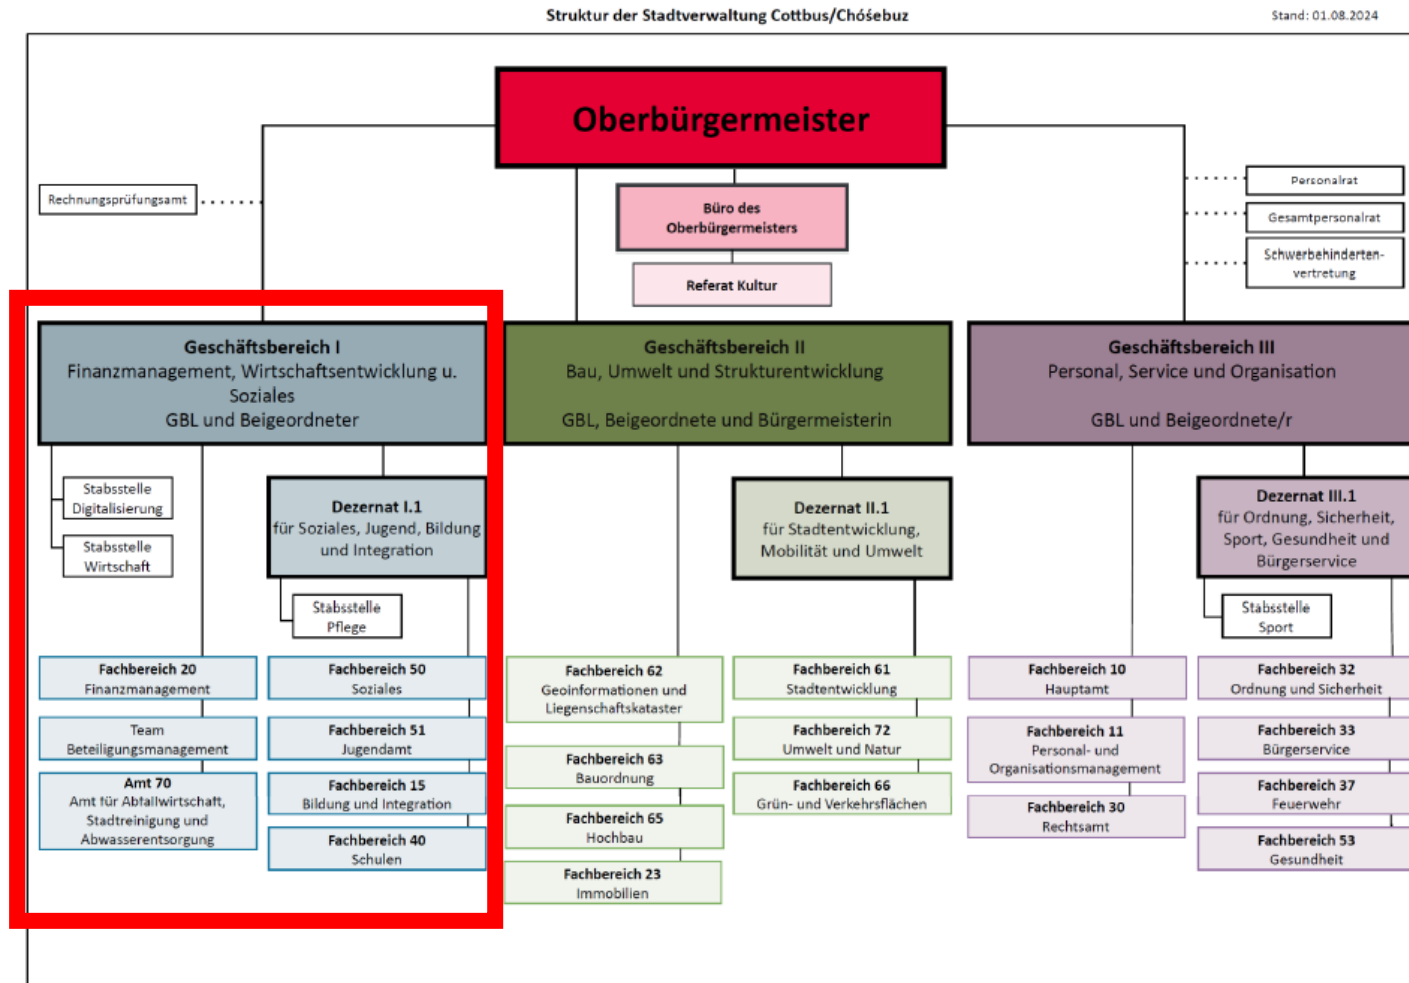 Struktur der Stadtverwaltung Cottbus/Chóśebuz
Stand: 01.08.2024
Oberbürgermeister
Rechnungsprüfungsamt
Büro des
Oberbürgermeisters
Referat Kultur
Personalrat
Gesamtpersonalrat
Schwerbehinderten-
vertretung
Geschäftsbereich I
Finanzmanagement, Wirtschaftsentwicklung u.
Soziales
GBL und Beigeordneter
Stabsstelle
Digitalisierung
Stabsstelle
Wirtschaft
Dezernat I.1
für Soziales, Jugend, Bildung
und Integration
Stabsstelle
Pflege
Fachbereich 20
Finanzmanagement
Team
Beteiligungsmanagement
Amt 70
Amt für Abfallwirtschaft,
Stadtreinigung und
Abwasserentsorgung
Fachbereich 50
Soziales
Fachbereich 51
Jugendamt
Fachbereich 15
Bildung und Integration
Fachbereich 40
Schulen
Geschäftsbereich II
Bau, Umwelt und Strukturentwicklung
GBL, Beigeordnete und Bürgermeisterin
Dezernat II.1
für Stadtentwicklung,
Mobilität und Umwelt
Fachbereich 62
Geoinformationen und
Liegenschaftskataster
Fachbereich 63
Bauordnung
Fachbereich 65
Hochbau
Fachbereich 23
Immobilien
Fachbereich 61
Stadtentwicklung
Fachbereich 72
Umwelt und Natur
Fachbereich 66
Grün- und Verkehrsflächen
Geschäftsbereich III
Personal, Service und Organisation
GBL und Beigeordnete/r
Dezernat III.1
für Ordnung, Sicherheit,
Sport, Gesundheit und
Bürgerservice
Stabsstelle
Sport
Fachbereich 10
Hauptamt
Fachbereich 11
Personal- und
Organisationsmanagement
Fachbereich 30
Rechtsamt
Fachbereich 32
Ordnung und Sicherheit
Fachbereich 33
Bürgerservice
Fachbereich 37
Feuerwehr
Fachbereich 53
Gesundheit